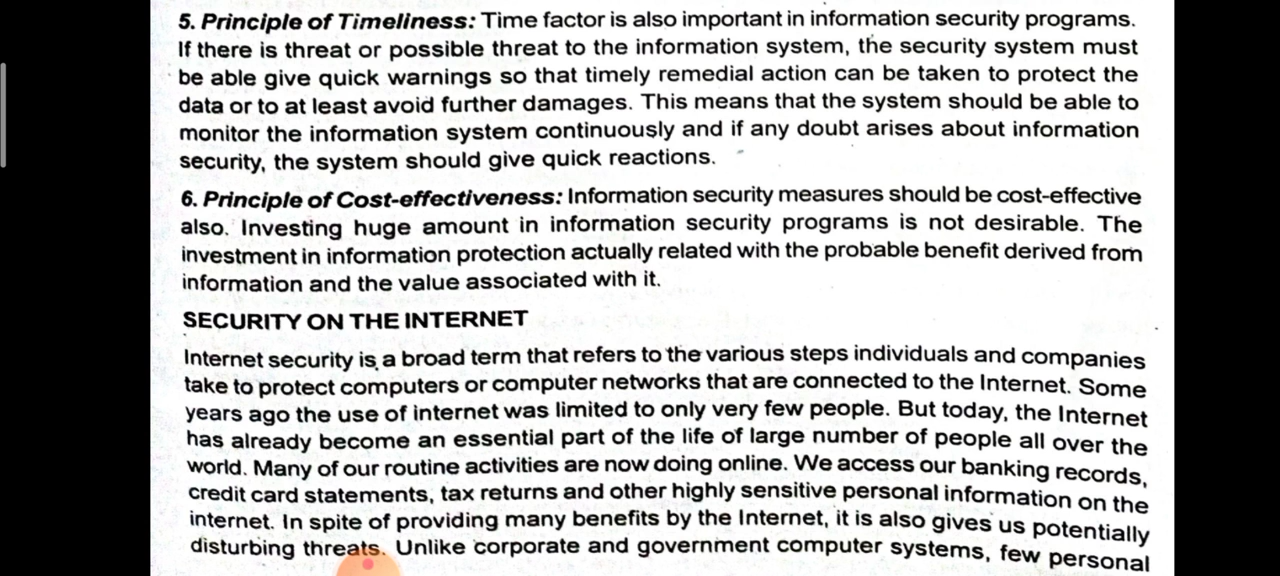 5. Principle of Timeliness: Time factor is also important in information security programs.
If there is threat or possible threat to the information system, the security system must
be able give quick warnings so that timely remedial action can be taken to protect the
data or to at least avoid further damages. This means that the system should be able to
monitor the information system continuously and if any doubt arises about information
security, the system should give quick reactions.
6. Principle of Cost-effectiveness: Information security measures should be cost-effective
also. Investing huge amount in information security programs is not desirable. The
investment in information protection actually related with the probable benefit derived from
information and the value associated with it.
SECURITY ON THE INTERNET
Internet security is a broad term that refers to the various steps individuals and companies
take to protect computers or computer networks that are connected to the Internet. Some
years ago the use of internet was limited to only very few people. But today, the Internet
has already become an essential part of the life of large number of people all over the
world. Many of our routine activities are now doing online. We access our banking records,
credit card statements, tax returns and other highly sensitive personal information on the
internet. In spite of providing many benefits by the Internet, it is also gives us potentially
disturbing threats. Unlike corporate and government computer systems, few personal